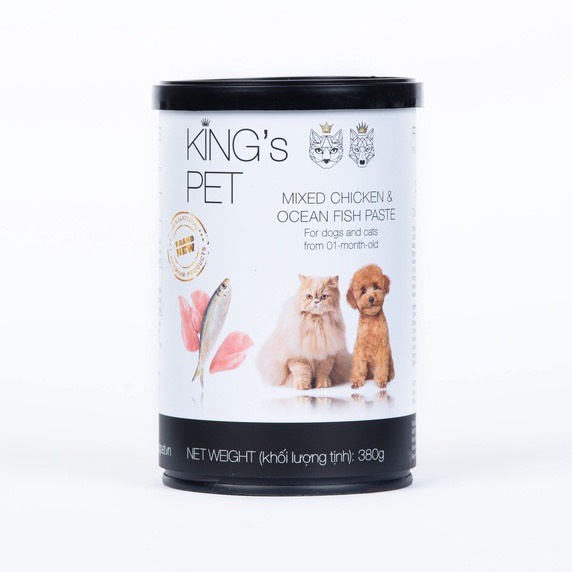 KING's
PET
MIXED CHICKEN &
OCEAN FISH PASTE
For dogs and cats
from 01-month-old
BRAND
NEW
PRODUCTS
NET WEIGHT (khối lượng tịnh): 380g